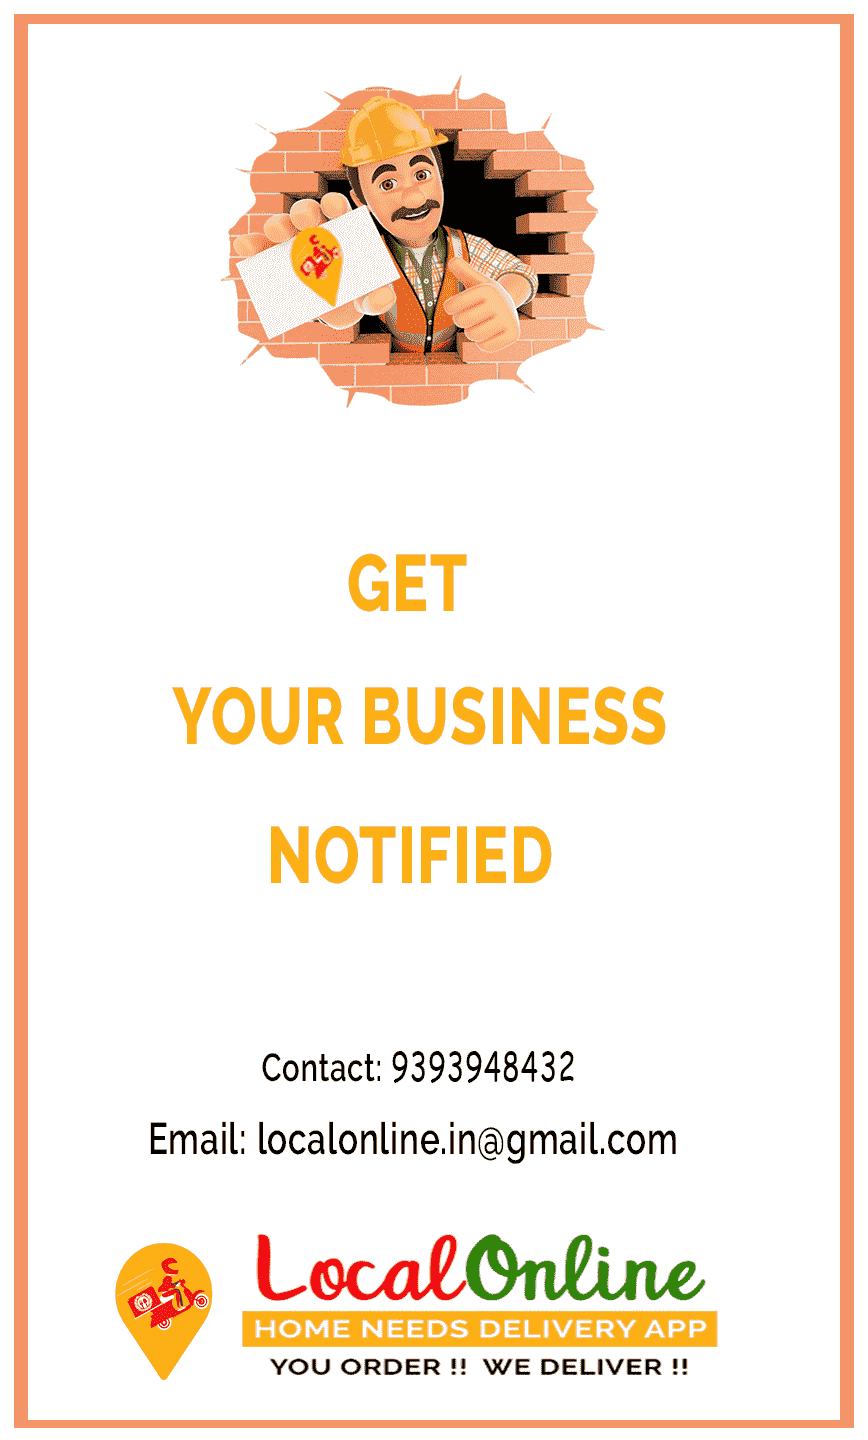 GET
YOUR BUSINESS
NOTIFIED
Contact: 9393948432
Email: localonline.in@gmail.com
LocalOnline
HOME NEEDS DELIVERY APP
YOU ORDER !! WE DELIVER !!